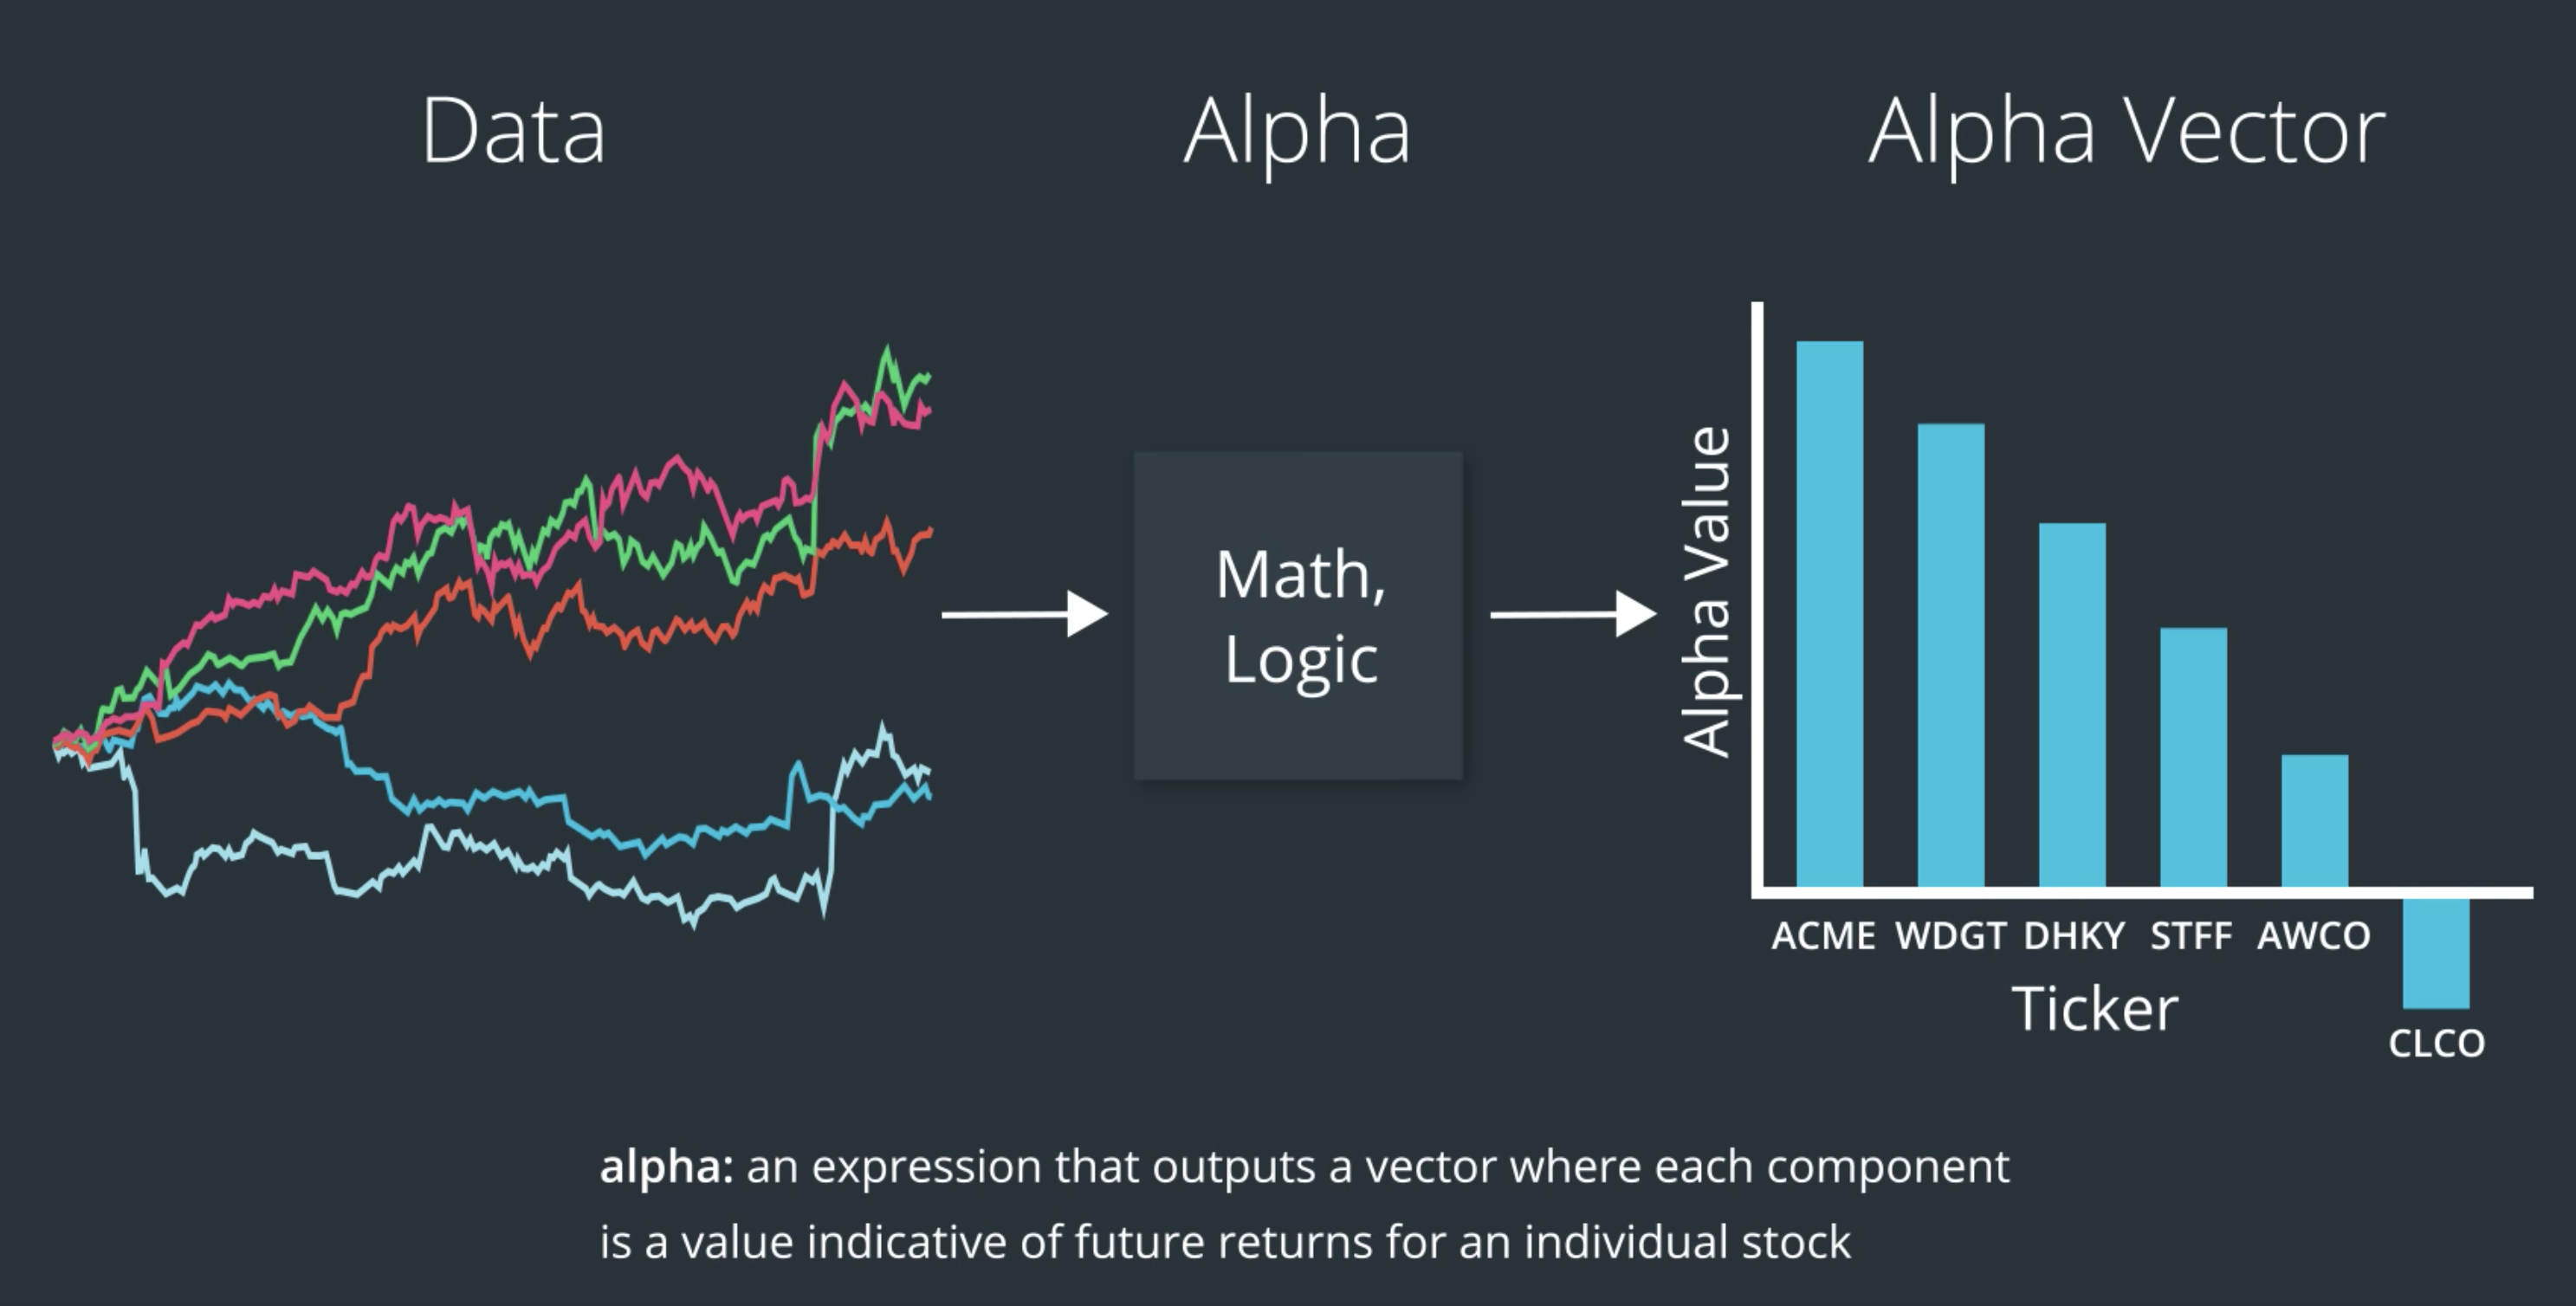 Data
Alpha
Alpha Vector
Math,
Logic
Alpha Value
ACME WDGT DHKY STFF AWCO
CLCO
Ticker
alpha: an expression that outputs a vector where each component
is a value indicative of future returns for an individual stock